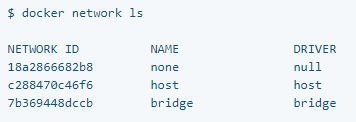 $ docker network ls
NETWORK ID NAME DRIVER
18a2866682b8 none null
c288470c46f6 host host
7b369448dccb bridge bridge